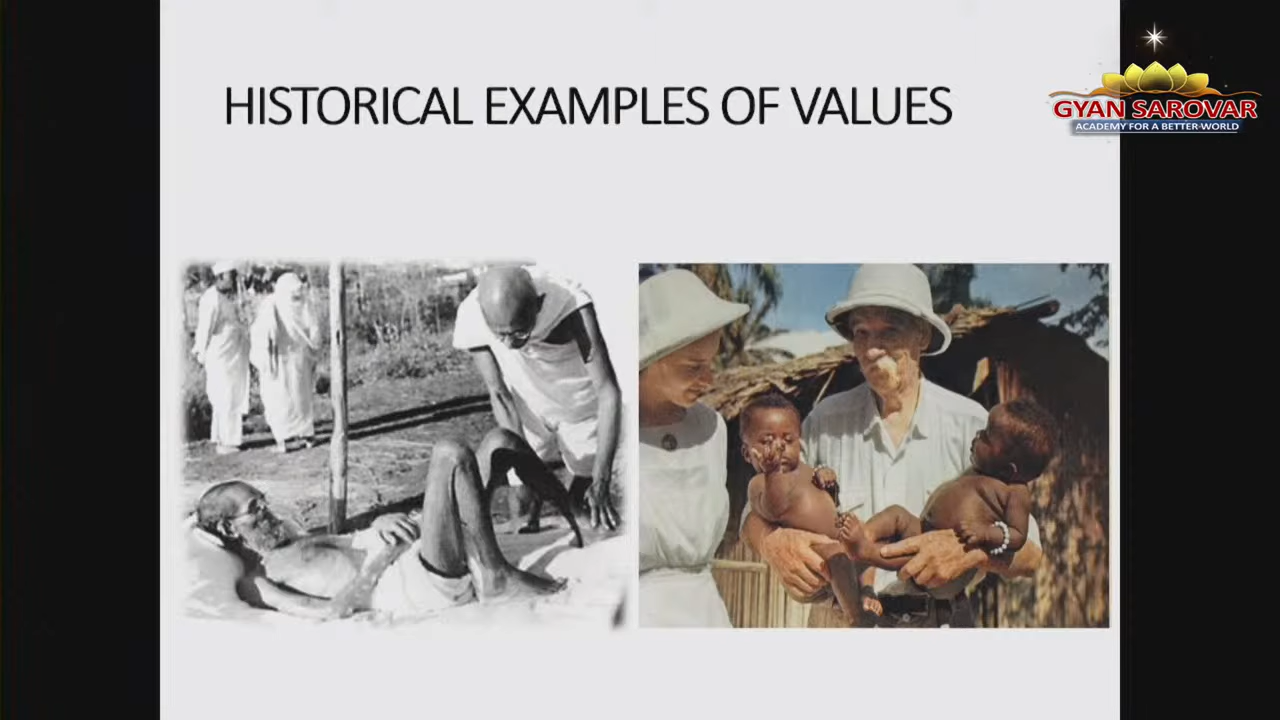 HISTORICAL EXAMPLES OF VALUES
GYAN SAROVAR
ACADEMY FOR A BETTER WORLD